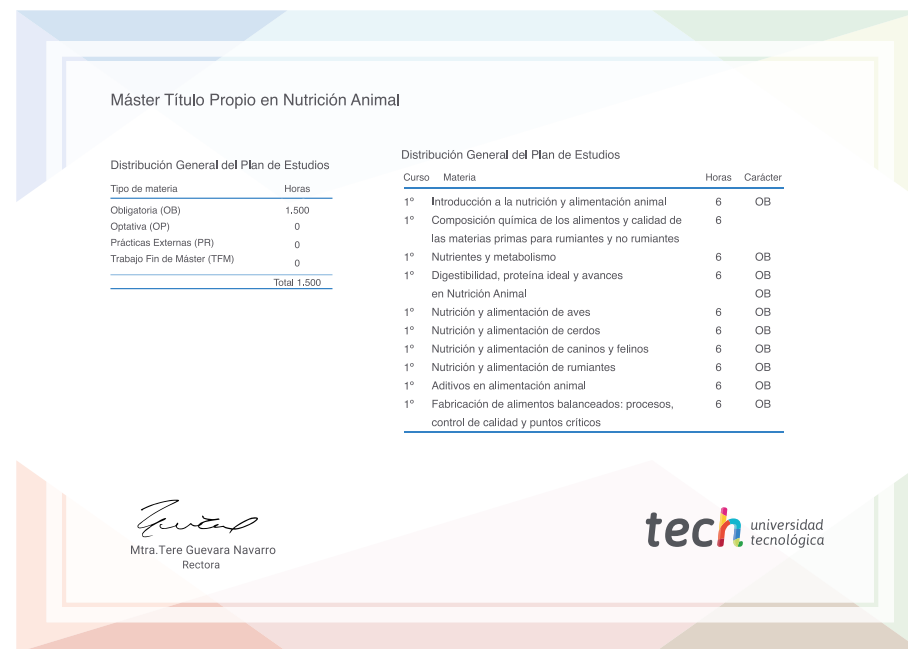 Máster Título Propio en Nutrición Animal
Distribución General del Plan de Estudios
Tipo de materia Horas
Obligatoria (OB) 1.500
Optativa (OP) 0
Prácticas Externas (PR) 0
Trabajo Fin de Máster (TFM) 0
Total 1.500
Distribución General del Plan de Estudios
Curso Materia Horas Carácter
1º Introducción a la nutrición y alimentación animal 6 OB
1º Composición química de los alimentos y calidad de 6
las materias primas para rumiantes y no rumiantes
1º Nutrientes y metabolismo 6 OB
1º Digestibilidad, proteína ideal y avances 6 OB
en Nutrición Animal OB
1º Nutrición y alimentación de aves 6 OB
1º Nutrición y alimentación de cerdos 6 OB
1º Nutrición y alimentación de caninos y felinos 6 OB
1º Nutrición y alimentación de rumiantes 6 OB
1º Aditivos en alimentación animal 6 OB
1º Fabricación de alimentos balanceados: procesos, 6 OB
control de calidad y puntos críticos
Mtra.Tere Guevara Navarro
Rectora
tech universidad
tecnológica